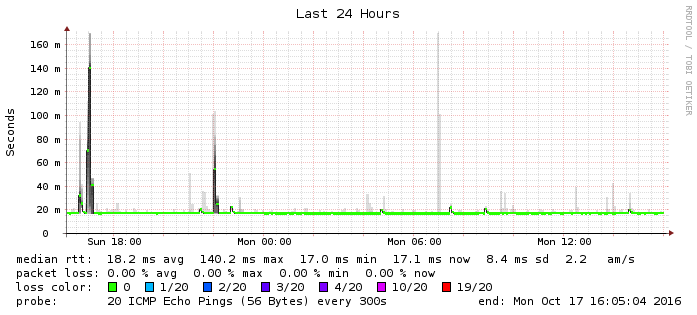 Last 24 Hours
RRDTOOL / TOBI OETIKER
Seconds
160 m
140 m
120 m
100 m
80 m
60 m
40 m
20 m
0
Sun 18:00 Mon 00:00 Mon 06:00 Mon 12:00
median rtt: 18.2 ms avg 140.2 ms max 17.0 ms min 17.1 ms now 8.4 ms sd 2.2 am/s
packet loss: 0.00 % avg 0.00 % max 0.00 % min 0.00 % now
loss color: 0 1/20 2/20 3/20 4/20 10/20 19/20
probe: 20 ICMP Echo Pings (56 Bytes) every 300s end: Mon Oct 17 16:05:04 2016